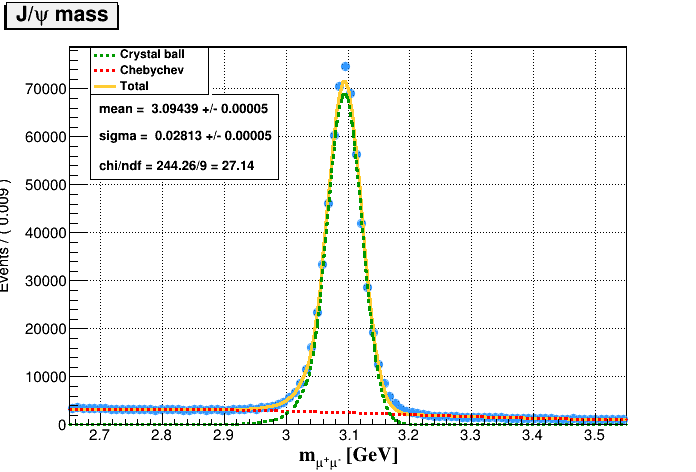 J/ψ mass
Crystal ball
Chebychev
Total
mean = 3.09439 +/- 0.00005
sigma = 0.02813 +/- 0.00005
chi/ndf = 244.26/9 = 27.14
Events / ( 0.009 )
70000
60000
50000
40000
30000
20000
10000
0
2.7 2.8 2.9 3 3.1 3.2 3.3 3.4 3.5
m_μ⁺μ⁻ [GeV]